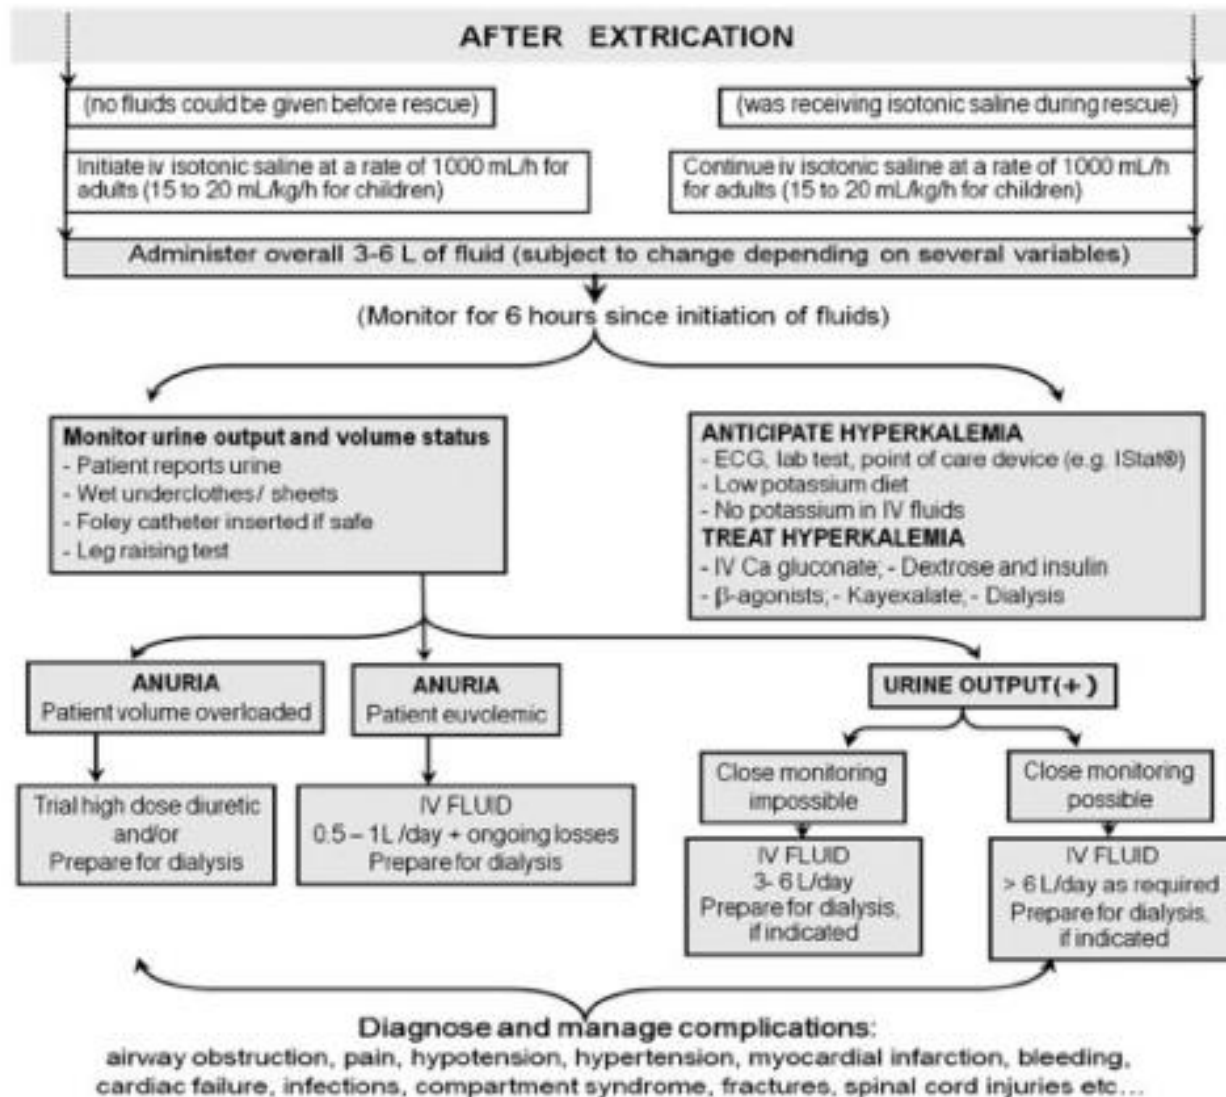 AFTER EXTRICATION
(no fluids could be given before rescue)
(was receiving isotonic saline during rescue)
Initiate iv isotonic saline at a rate of 1000 mL/h for
adults (15 to 20 mL/kg/h for children)
Continue iv isotonic saline at a rate of 1000 mL/h
for adults (15 to 20 mL/kg/h for children)
Administer overall 3-6 L of fluid (subject to change depending on several variables)
(Monitor for 6 hours since initiation of fluids)
Monitor urine output and volume status
- Patient reports urine
- Wet underclothes / sheets
- Foley catheter inserted if safe
- Leg raising test
ANTICIPATE HYPERKALEMIA
- ECG, lab test, point of care device (e.g. IStat®)
- Low potassium diet
- No potassium in IV fluids
TREAT HYPERKALEMIA
- IV Ca gluconate; - Dextrose and insulin
- β-agonists; - Kayexalate; - Dialysis
ANURIA
Patient volume overloaded
ANURIA
Patient euvolemic
URINE OUTPUT(+)
Trial high dose diuretic
and/or
Prepare for dialysis
IV FLUID
0.5 – 1L /day + ongoing losses
Prepare for dialysis
Close monitoring
impossible
Close monitoring
possible
IV FLUID
3- 6 L/day
Prepare for dialysis,
if indicated
IV FLUID
> 6 L/day as required
Prepare for dialysis,
if indicated
Diagnose and manage complications:
airway obstruction, pain, hypotension, hypertension, myocardial infarction, bleeding,
cardiac failure, infections, compartment syndrome, fractures, spinal cord injuries etc…